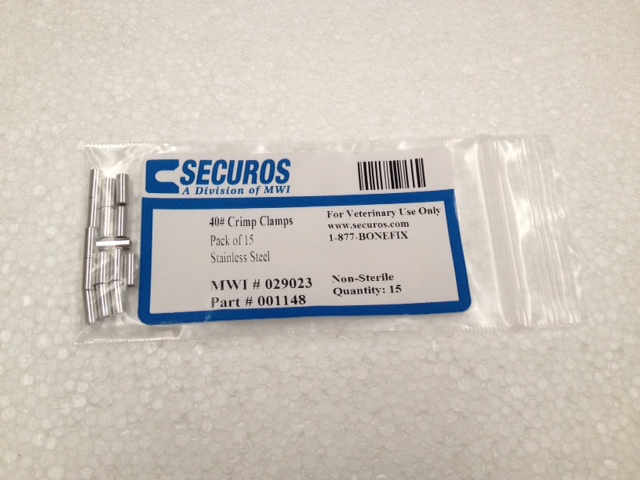 SECUROS
A Division of MWI
40# Crimp Clamps
Pack of 15
Stainless Steel
MWI # 029023
Part # 001148
For Veterinary Use Only
www.securos.com
1-877-BONEFIX
Non-Sterile
Quantity: 15